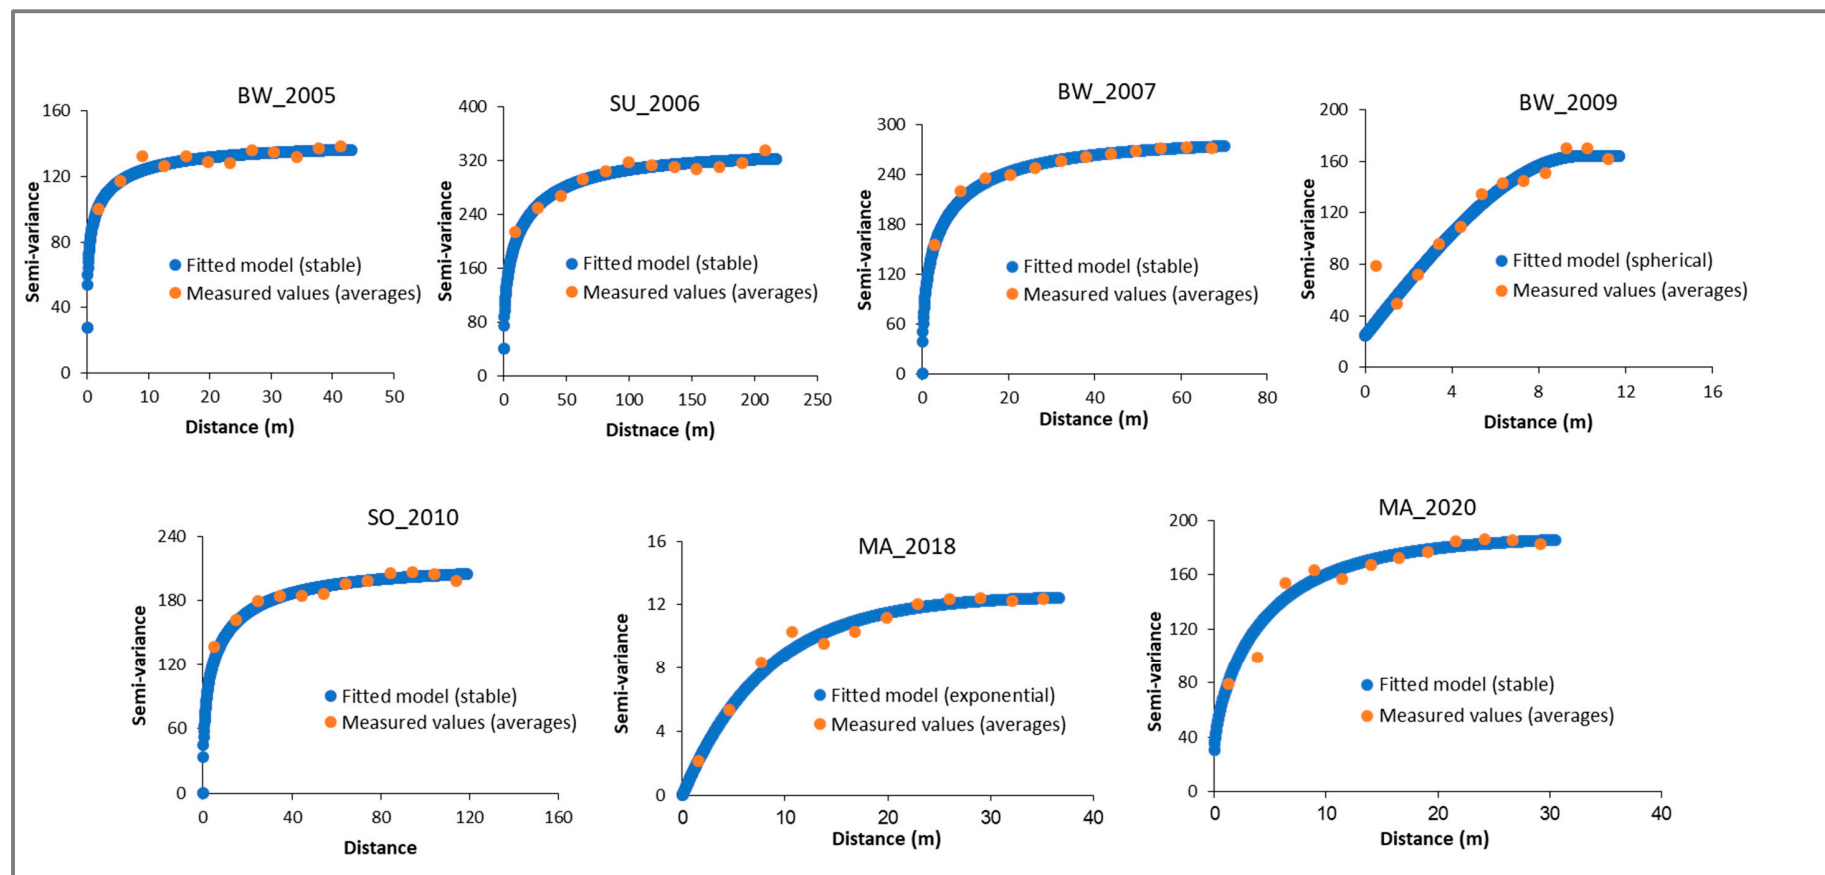 BW_2005
Semi-variance
160
120
80
40
0
Fitted model (stable)
Measured values (averages)
0 10 20 30 40 50
Distance (m)
SU_2006
Semi-variance
400
320
240
160
80
0
Fitted model (stable)
Measured values (averages)
0 50 100 150 200 250
Distnace (m)
BW_2007
Semi-variance
300
240
180
120
60
0
Fitted model (stable)
Measured values (averages)
0 20 40 60 80
Distance (m)
BW_2009
Semi-variance
200
160
120
80
40
0
Fitted model (spherical)
Measured values (averages)
0 4 8 12 16
Distance (m)
SO_2010
Semi-variance
240
180
120
60
0
Fitted model (stable)
Measured values (averages)
0 40 80 120 160
Distance
MA_2018
Semi-variance
16
12
8
4
0
Fitted model (exponential)
Measured values (averages)
0 10 20 30 40
Distance (m)
MA_2020
Semi-variance
200
160
120
80
40
0
Fitted model (stable)
Measured values (averages)
0 10 20 30 40
Distance (m)